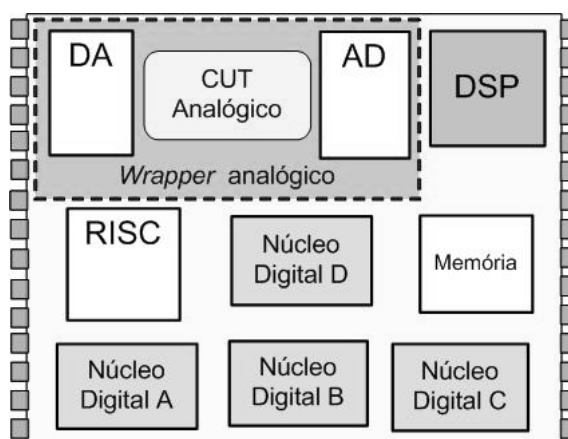 DA
CUT
Analógico
AD
DSP
Wrapper analógico
RISC
Núcleo
Digital D
Memória
Núcleo
Digital A
Núcleo
Digital B
Núcleo
Digital C